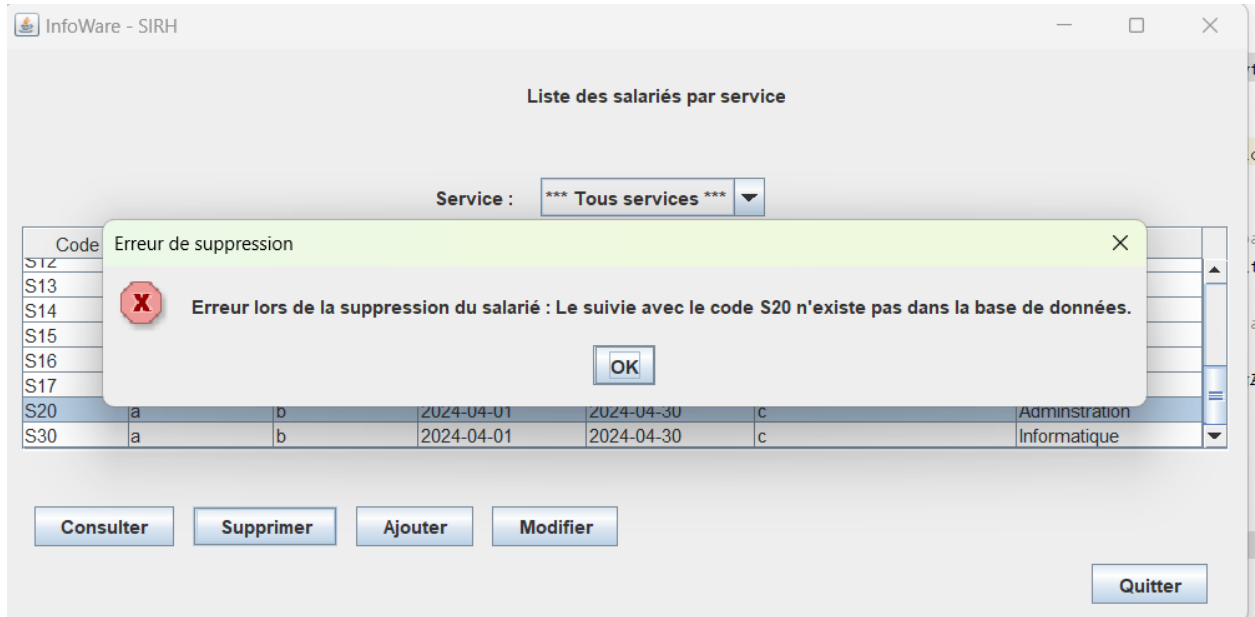 InfoWare - SIRH
Liste des salariés par service
Service : *** Tous services ***
Code
Erreur de suppression
S12
S13
Erreur lors de la suppression du salarié : Le suivie avec le code S20 n'existe pas dans la base de données.
S14
S15
S16
OK
S17
S20 a b 2024-04-01 2024-04-30 c Adminstration
S30 a b 2024-04-01 2024-04-30 c Informatique
Consulter Supprimer Ajouter Modifier
Quitter